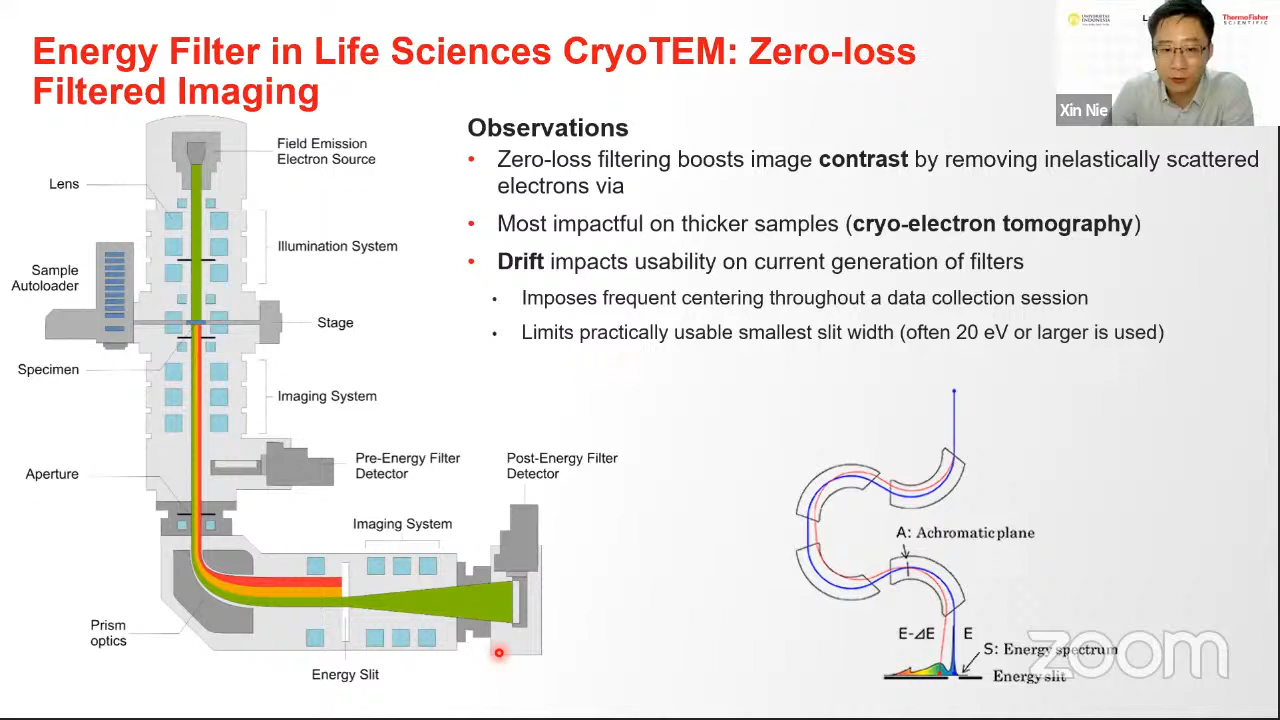 Energy Filter in Life Sciences CryoTEM: Zero-loss
Filtered Imaging
UNIVERSITAS
INDONESIA
ThermoFisher
SCIENTIFIC
Xin Nie
Observations
• Zero-loss filtering boosts image contrast by removing inelastically scattered
electrons via
• Most impactful on thicker samples (cryo-electron tomography)
• Drift impacts usability on current generation of filters
• Imposes frequent centering throughout a data collection session
• Limits practically usable smallest slit width (often 20 eV or larger is used)
Field Emission
Electron Source
Lens
Illumination System
Sample
Autoloader
Stage
Specimen
Imaging System
Pre-Energy Filter
Detector
Post-Energy Filter
Detector
Aperture
Imaging System
Prism
optics
Energy Slit
A: Achromatic plane
E-⊿E
E
S: Energy spectrum
Energy slit
zoom